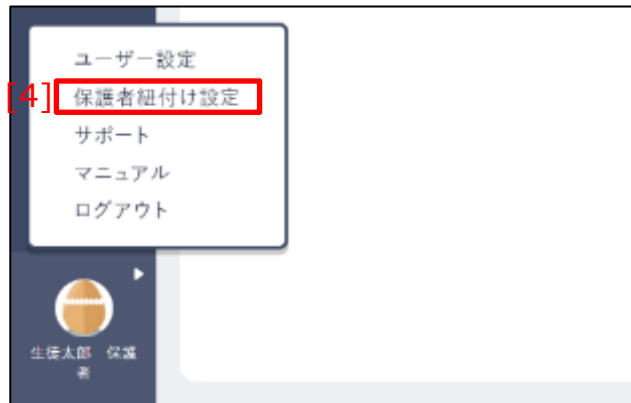 ユーザー設定
[4] 保護者紐付け設定
サポート
マニュアル
ログアウト
生徒太郎 保護
者